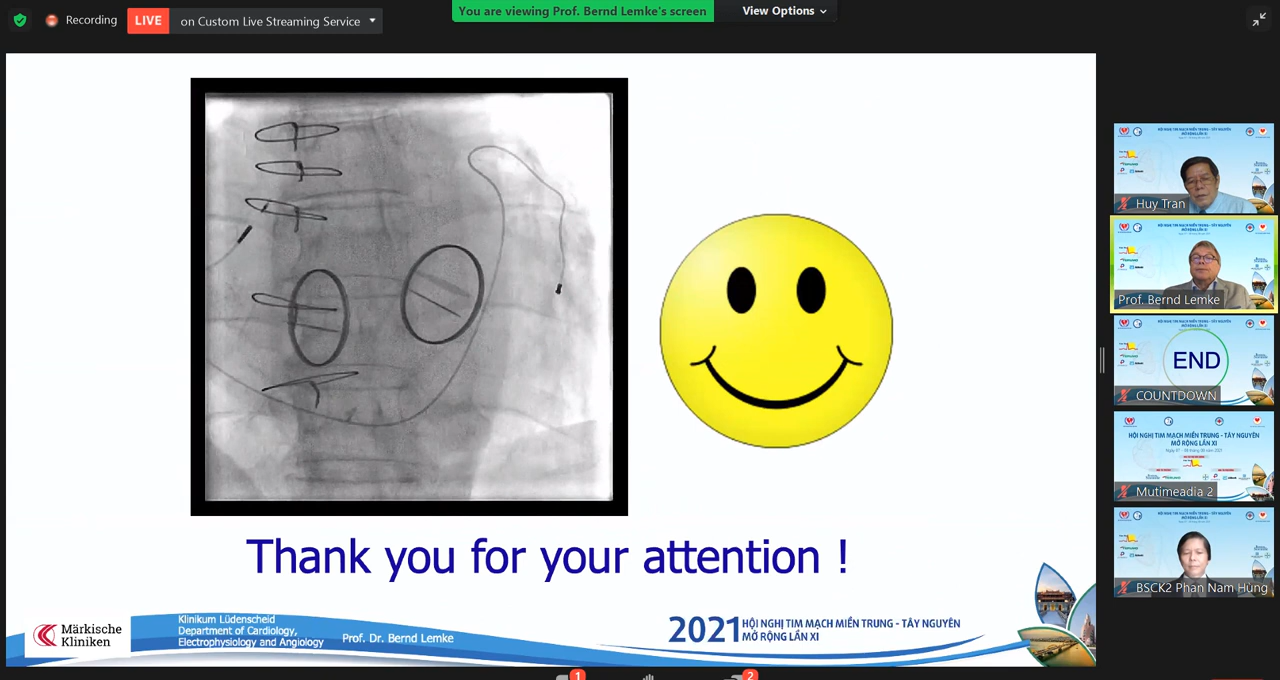 Recording
LIVE
on Custom Live Streaming Service
You are viewing Prof. Bernd Lemke's screen
View Options
Huy Tran
Prof. Bernd Lemke
END
COUNTDOWN
HỘI NGHỊ TIM MẠCH MIỀN TRUNG - TÂY NGUYÊN
MỞ RỘNG LẦN XI
Mutimeadia 2
BSCK2 Phan Nam Hùng
Thank you for your attention !
Märkische
Kliniken
Klinikum Lüdenscheid
Department of Cardiology,
Electrophysiology and Angiology
Prof. Dr. Bernd Lemke
2021 HỘI NGHỊ TIM MẠCH MIỀN TRUNG - TÂY NGUYÊN
MỞ RỘNG LẦN XI
1
2